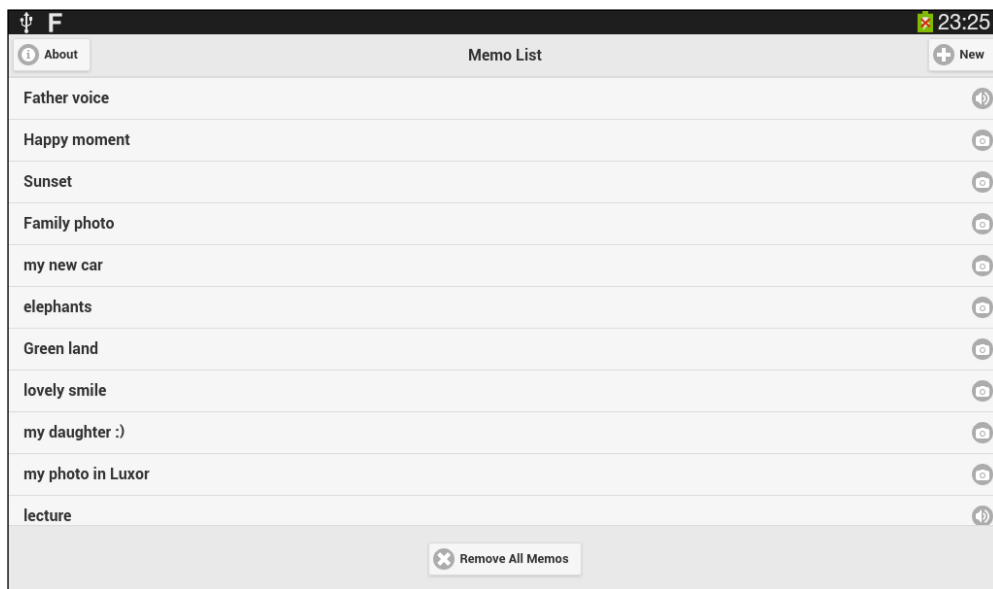 F 23:25
About Memo List New
Father voice
Happy moment
Sunset
Family photo
my new car
elephants
Green land
lovely smile
my daughter :)
my photo in Luxor
lecture
Remove All Memos